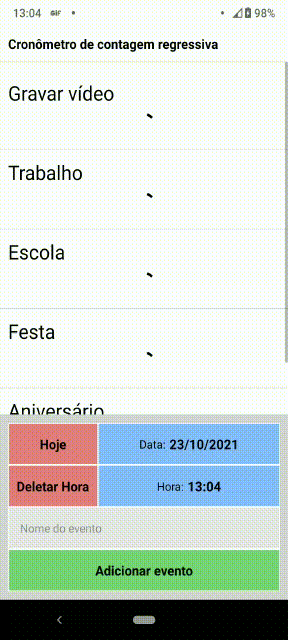 13:04 GIF 98%
Cronômetro de contagem regressiva
Gravar vídeo
Trabalho
Escola
Festa
Aniversário
Hoje Data: 23/10/2021
Deletar Hora Hora: 13:04
Nome do evento
Adicionar evento